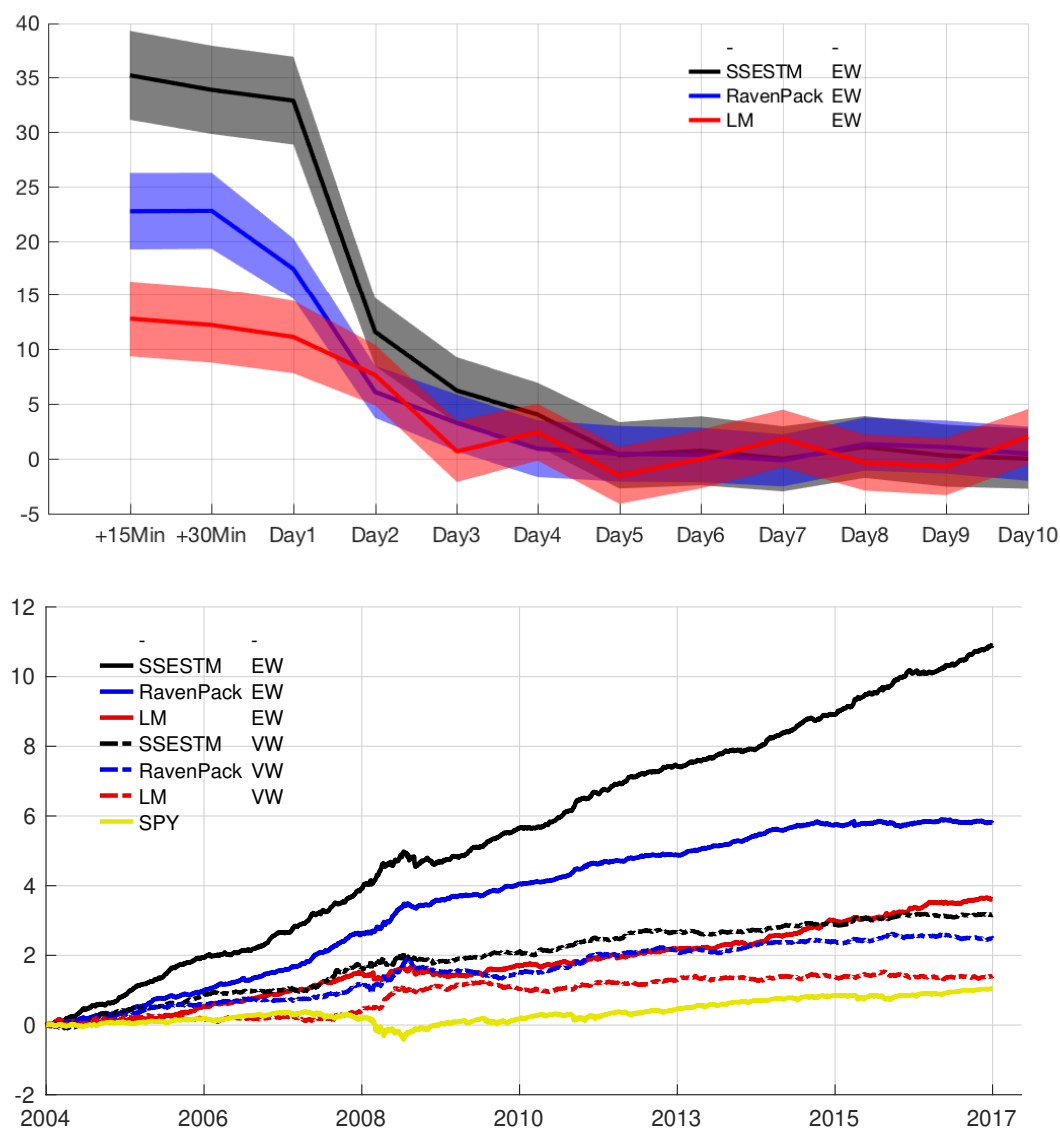 40
35
30
25
20
15
10
5
0
-5
- -
SSESTM EW
RavenPack EW
LM EW
+15Min +30Min Day1 Day2 Day3 Day4 Day5 Day6 Day7 Day8 Day9 Day10
12
10
8
6
4
2
0
-2
- -
SSESTM EW
RavenPack EW
LM EW
SSESTM VW
RavenPack VW
LM VW
SPY
2004 2006 2008 2010 2013 2015 2017